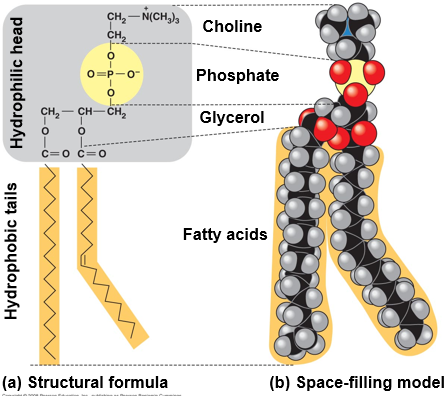 Hydrophilic head
CH₂ — N(CH₃)₃
+
CH₂
O
O=P—O⁻
O
CH₂ — CH — CH₂
O O
C=O C=O
Hydrophobic tails
Choline
Phosphate
Glycerol
Fatty acids
(a) Structural formula
(b) Space-filling model